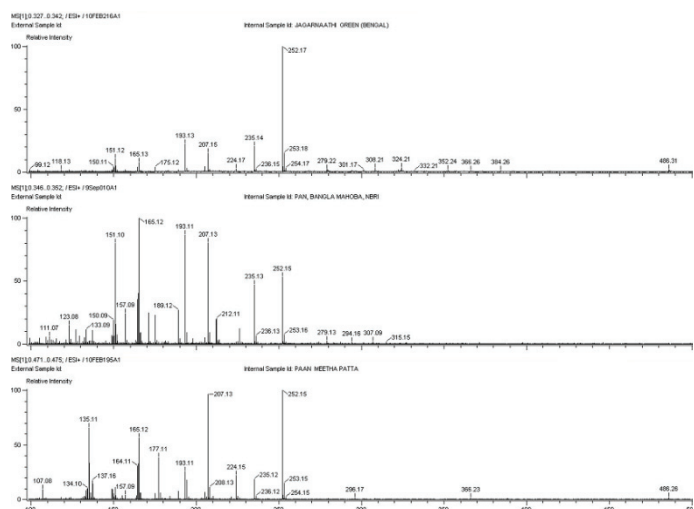 MS[1];0.327..0.342; / ESI+ / 10FEB216A1
External Sample Id: Internal Sample Id: JAGARNAATHI GREEN (BENGAL)
Relative Intensity
100
252.17
50
193.13 235.14
151.12 165.13 207.15 253.18
99.12 118.13 150.11 175.12 224.17 236.15 254.17 279.22 301.17 308.21 324.21 332.21 352.24 366.26 384.26 486.31
0
MS[1];0.346..0.352; / ESI+ / 9Sep010A1
External Sample Id: Internal Sample Id: PAN, BANGLA MAHOBA, NBRI
Relative Intensity
100
165.12 193.11
151.10 207.13
252.15
50
235.13
157.09 189.12
123.08 150.09 212.11
111.07 133.09 236.13 253.16 279.13 294.16 307.09 315.15
0
MS[1];0.471..0.475; / ESI+ / 10FEB195A1
External Sample Id: Internal Sample Id: PAAN MEETHA PATTA
Relative Intensity
100
207.13 252.15
135.11
165.12
50
177.11
164.11 193.11 224.15
137.16 235.12 253.15
107.08 134.10 157.09 208.13 236.12 254.15 296.17 366.23 486.26
0